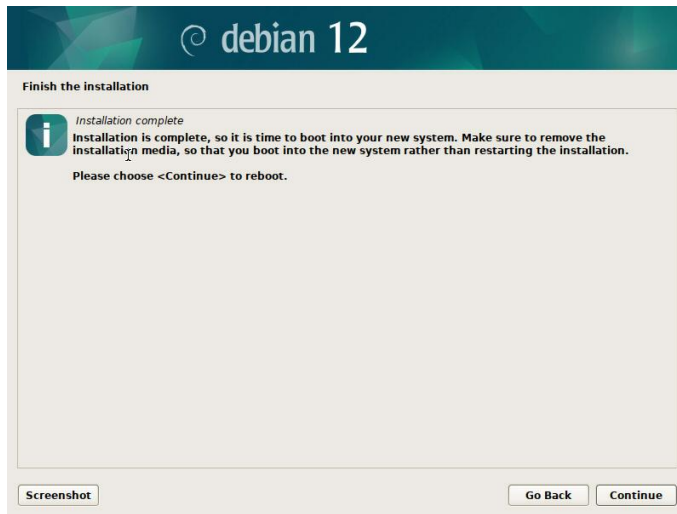 debian 12
Finish the installation
i
Installation complete
Installation is complete, so it is time to boot into your new system. Make sure to remove the
installation media, so that you boot into the new system rather than restarting the installation.
Please choose <Continue> to reboot.
Screenshot
Go Back
Continue